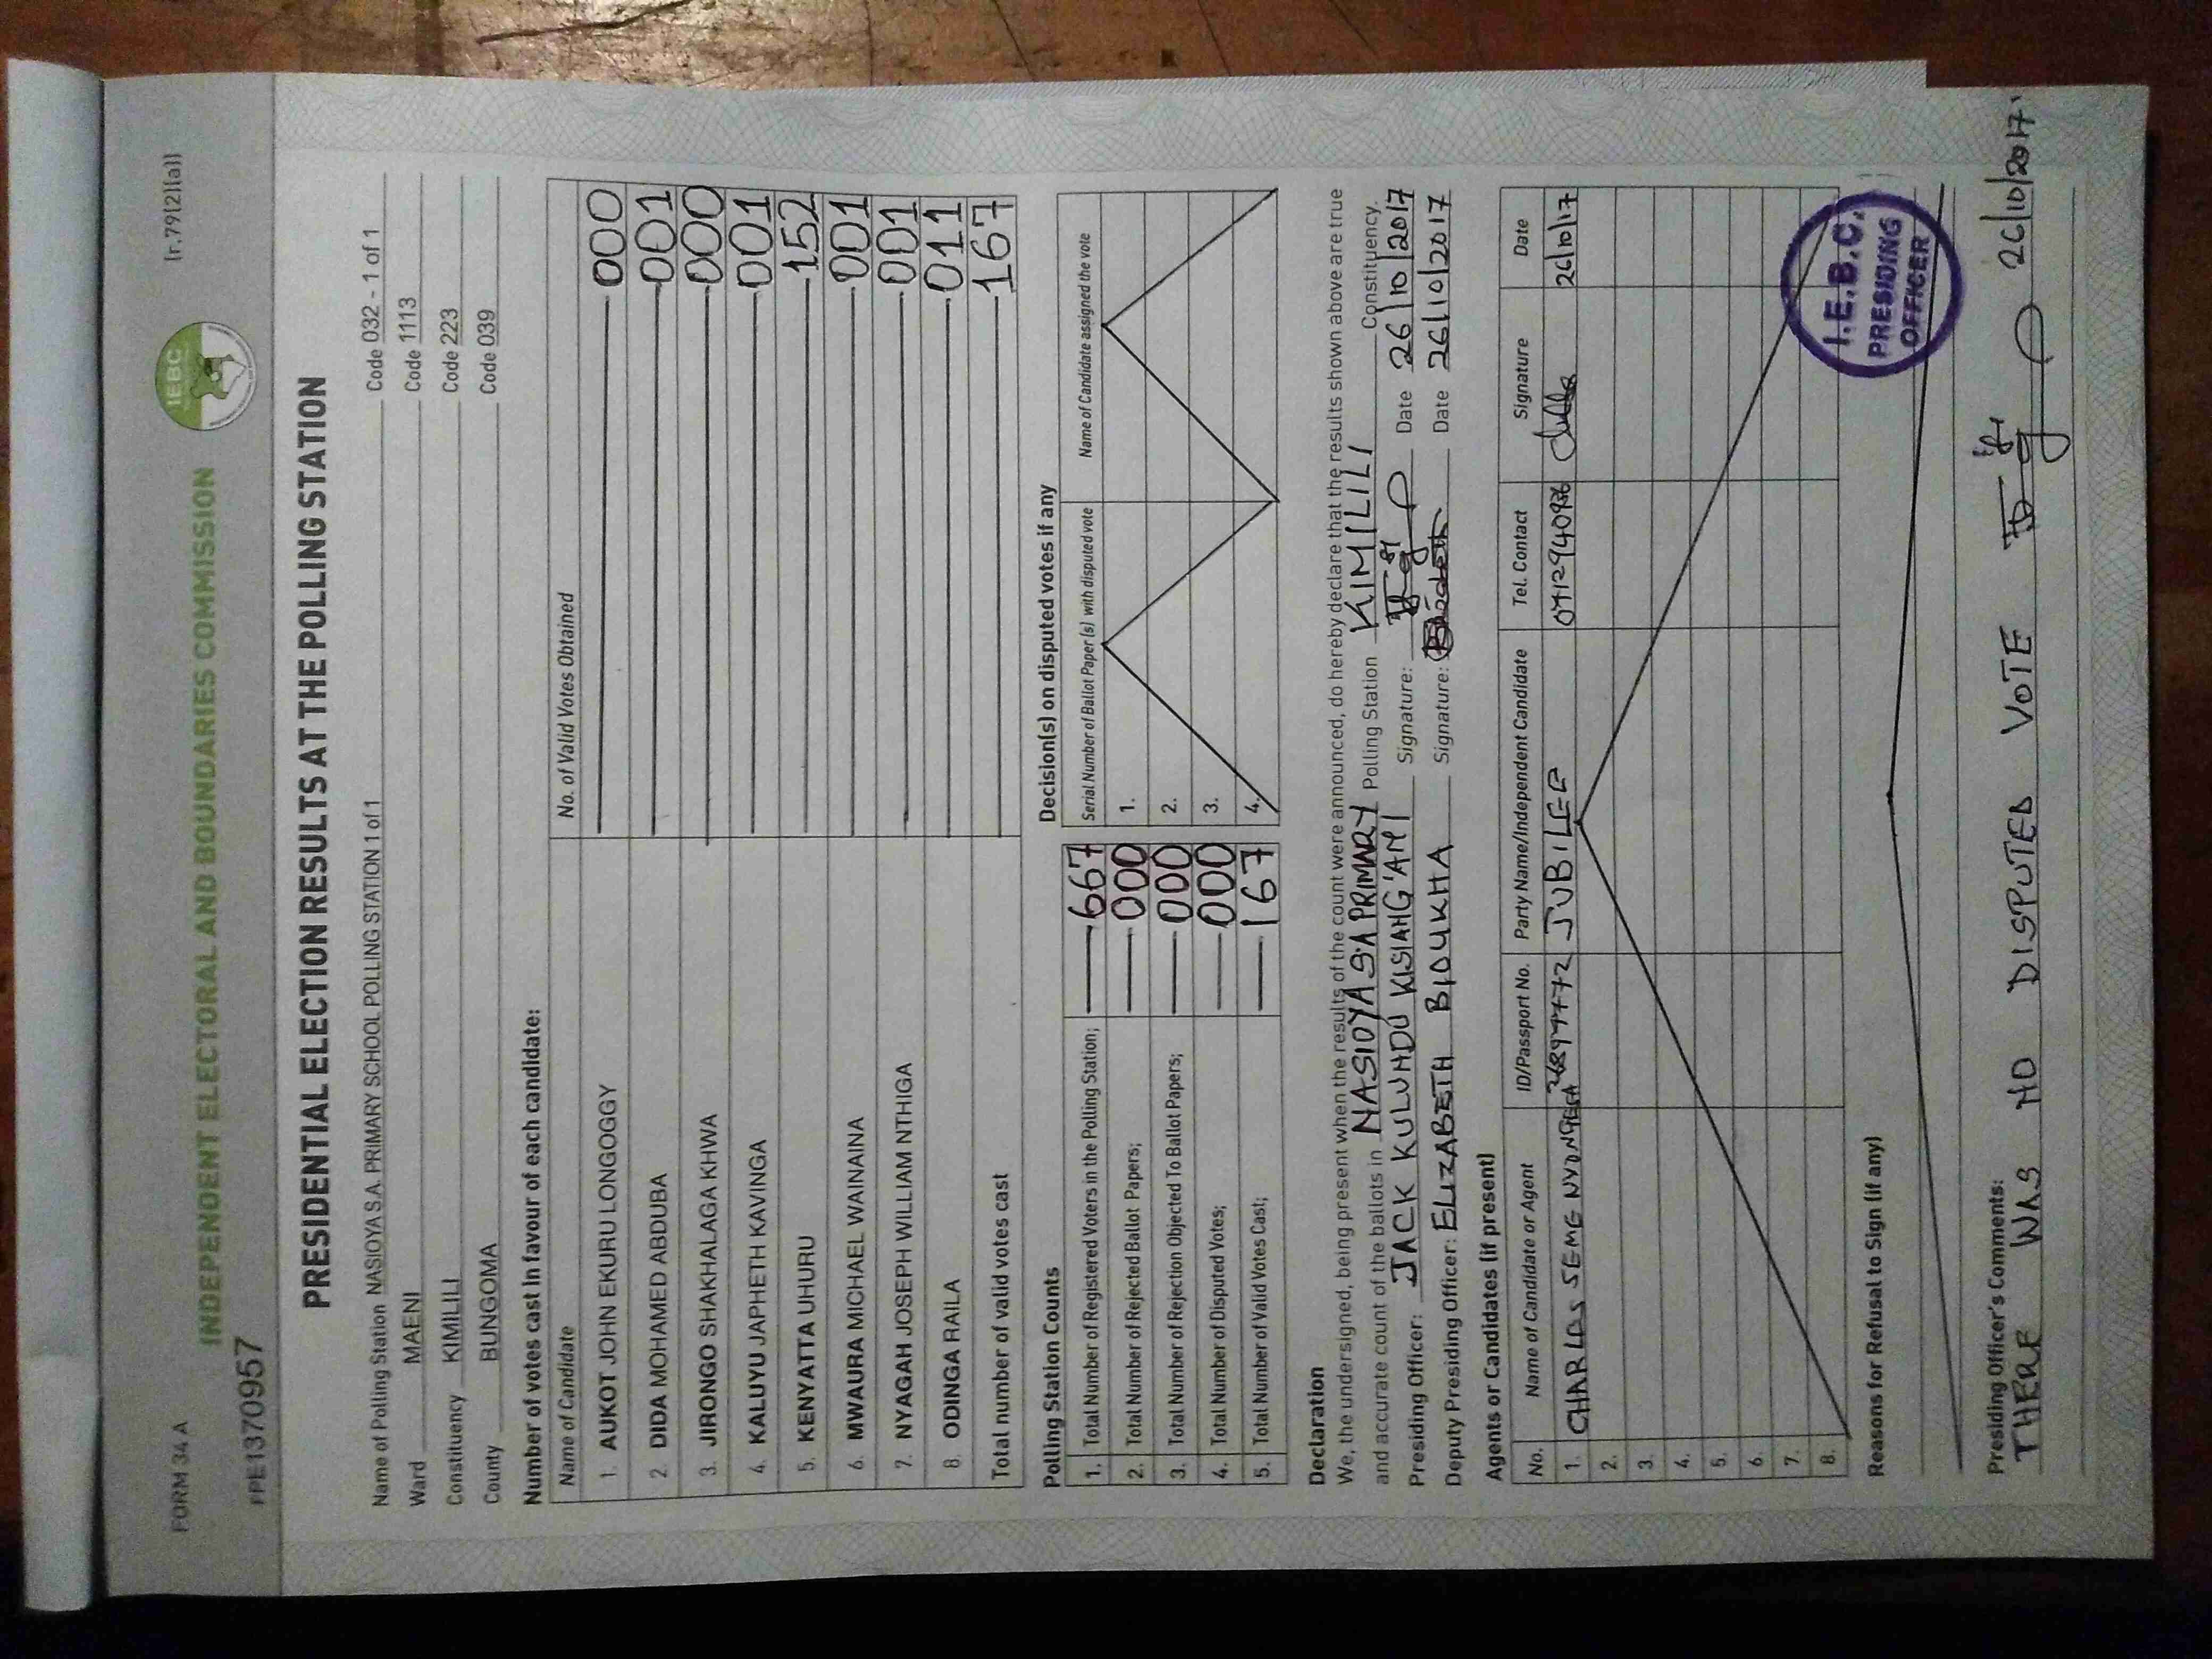 FORM 34 A
(r.79(2)(a))
INDEPENDENT ELECTORAL AND BOUNDARIES COMMISSION
IEBC
PRESIDENTIAL ELECTION RESULTS AT THE POLLING STATION
Name of Polling Station NASIOYA S.A. PRIMARY SCHOOL POLLING STATION 1 of 1 Code 032 - 1 of 1
Ward MAENI Code 1113
Constituency KIMILILI Code 223
County BUNGOMA Code 039
Number of votes cast in favour of each candidate:
Name of Candidate No. of Valid Votes Obtained
1. AUKOT JOHN EKURU LONGOGGY 000
2. DIDA MOHAMED ABDUBA 001
3. JIRONGO SHAKHALAGA KHWA 000
4. KALUYU JAPHETH KAVINGA 001
5. KENYATTA UHURU 152
6. MWAURA MICHAEL WAINAINA 001
7. NYAGAH JOSEPH WILLIAM NTHIGA 001
8. ODINGA RAILA 011
Total number of valid votes cast 167
Polling Station Counts
1. Total Number of Registered Voters in the Polling Station; 667
2. Total Number of Rejected Ballot Papers; 000
3. Total Number of Rejection Objected To Ballot Papers; 000
4. Total Number of Disputed Votes; 000
5. Total Number of Valid Votes Cast; 167
Decision(s) on disputed votes if any
Serial Number of Ballot Paper (s) with disputed vote Name of Candidate assigned the vote
1.
2.
3.
4.
Declaration
We, the undersigned, being present when the results of the count were announced, do hereby declare that the results shown above are true
and accurate count of the ballots in NASIOYA S.A PRIMARY Polling Station KIMILILI Constituency.
Presiding Officer: JACK KULUNDU KISIANG'ANI Signature: Date 26/10/2017
Deputy Presiding Officer: ELIZABETH BIDUKHA Signature: Date 26/10/2017
Agents or Candidates (if present)
No. Name of Candidate or Agent ID/Passport No. Party Name/Independent Candidate Tel. Contact Signature Date
1. CHARLES JUBILEE 26/10/17
2.
3.
4.
5.
6.
7.
8.
I.E.B.C.
PRESIDING
OFFICER
Reasons for Refusal to Sign (if any)
Presiding Officer's Comments:
THERE WAS NO DISPUTED VOTE 26/10/2017